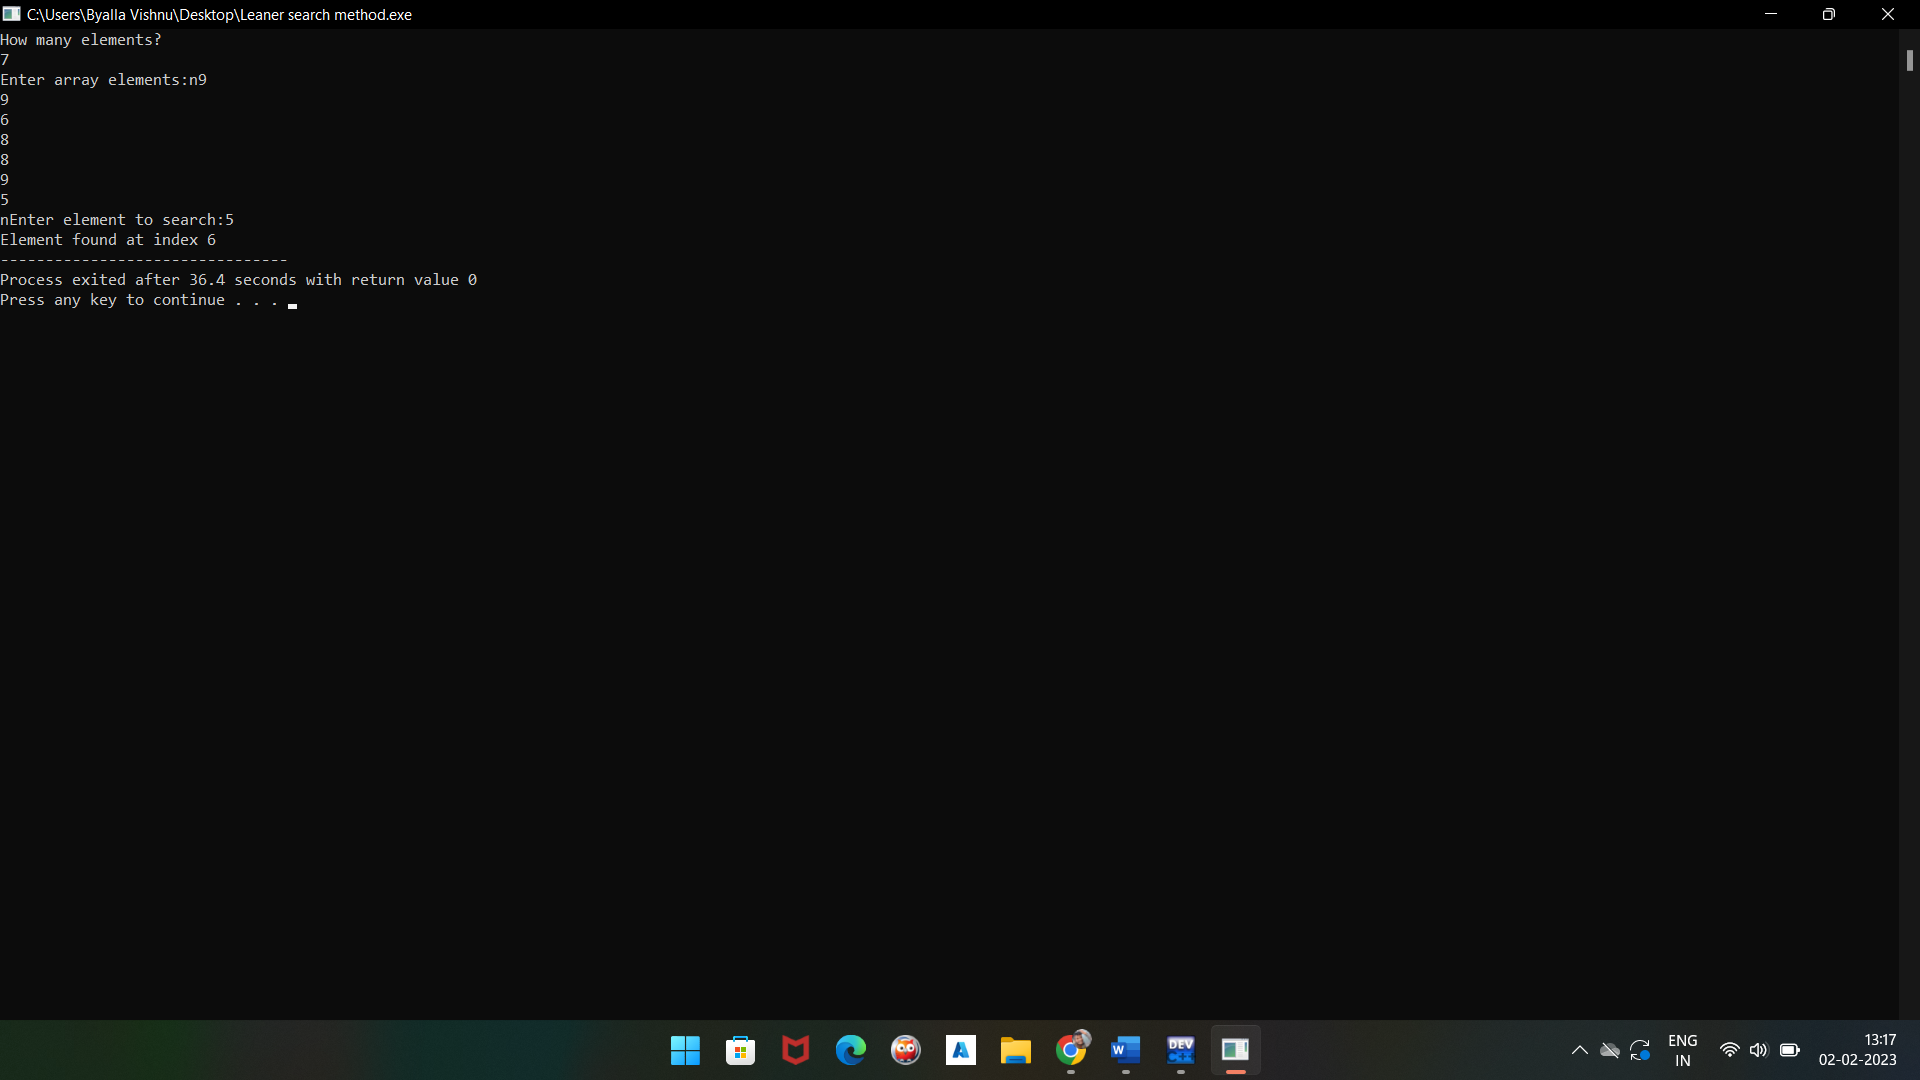 C:\Users\Byalla Vishnu\Desktop\Leaner search method.exe
How many elements?
7
Enter array elements:n9
9
6
8
8
9
5
nEnter element to search:5
Element found at index 6
--------------------------------
Process exited after 36.4 seconds with return value 0
Press any key to continue . . .
W
DEV
C++
ENG
IN
13:17
02-02-2023